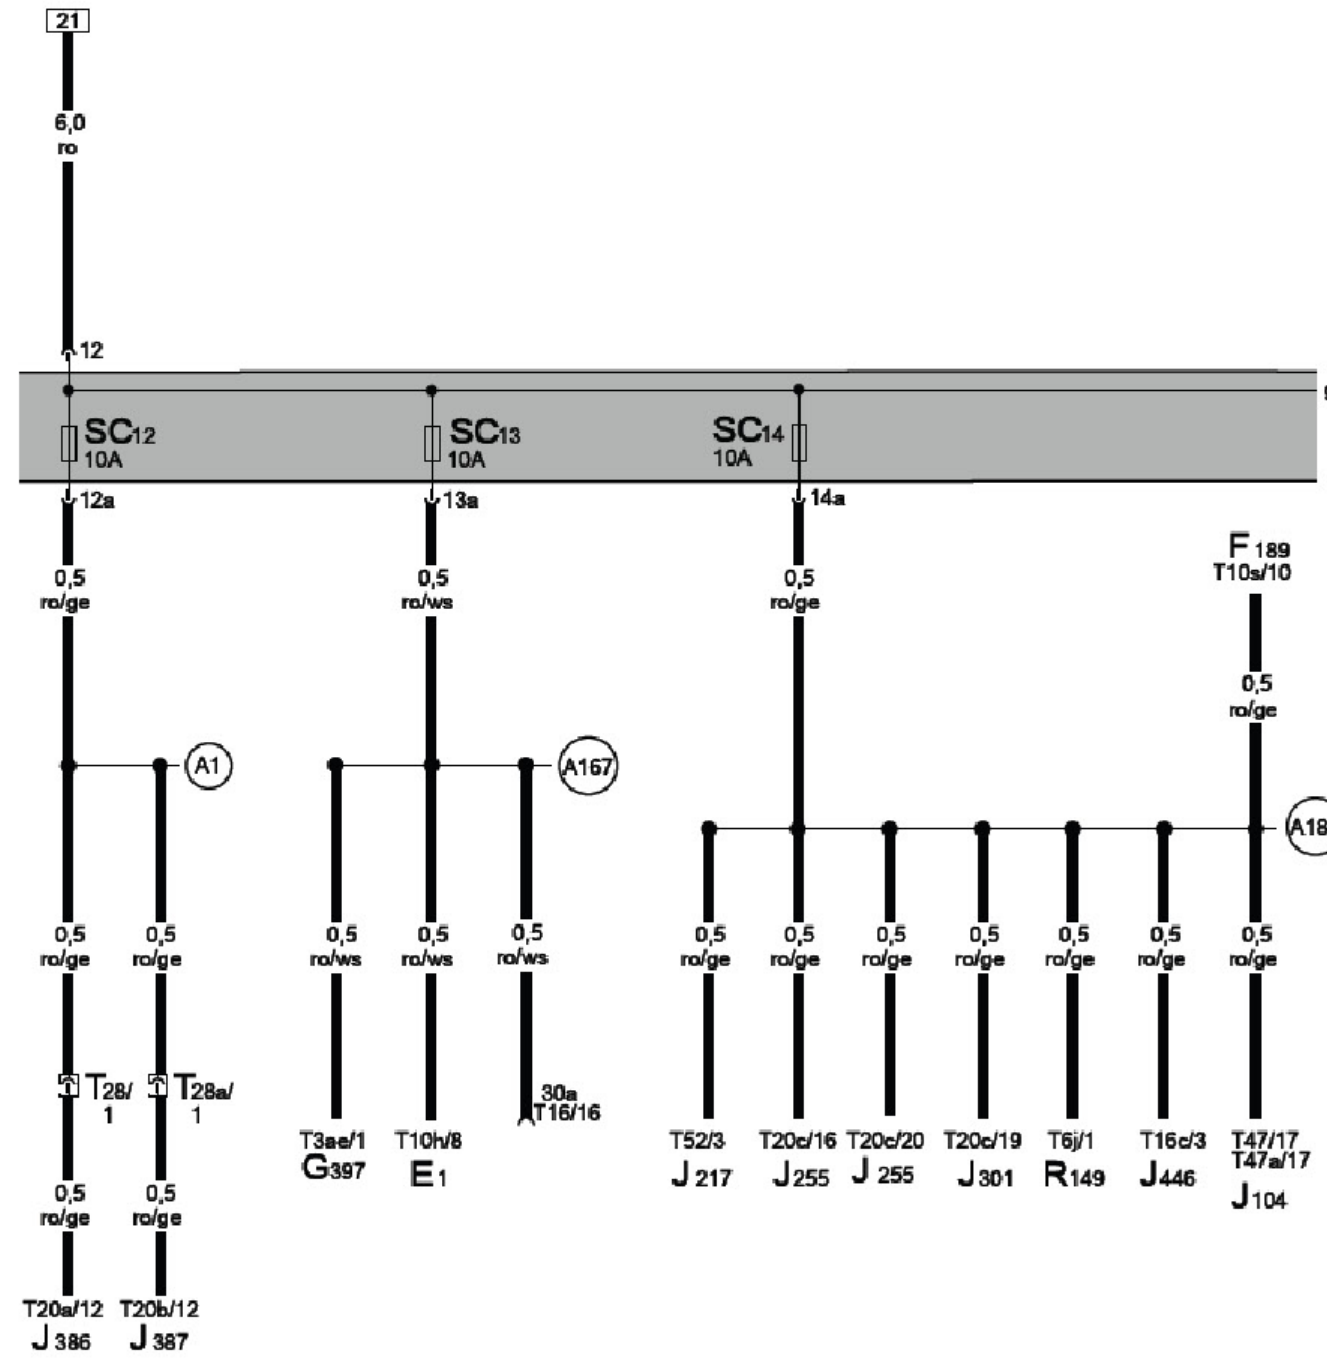 21
6,0
ro
12
SC12
10A
SC13
10A
SC14
10A
12a
13a
14a
F 189
T10s/10
0,5
ro/ge
0,5
ro/ws
0,5
ro/ge
0,5
ro/ge
A1
A167
A18
0,5
ro/ge
0,5
ro/ge
0,5
ro/ws
0,5
ro/ws
0,5
ro/ws
0,5
ro/ge
0,5
ro/ge
0,5
ro/ge
0,5
ro/ge
0,5
ro/ge
0,5
ro/ge
0,5
ro/ge
T28/
1
T28a/
1
30a
T16/16
T3ae/1
G397
T10h/8
E1
T52/3
J217
T20c/16
J255
T20c/20
J255
T20c/19
J301
T6j/1
R149
T16c/3
J446
T47/17
T47a/17
J104
0,5
ro/ge
0,5
ro/ge
T20a/12
J386
T20b/12
J387